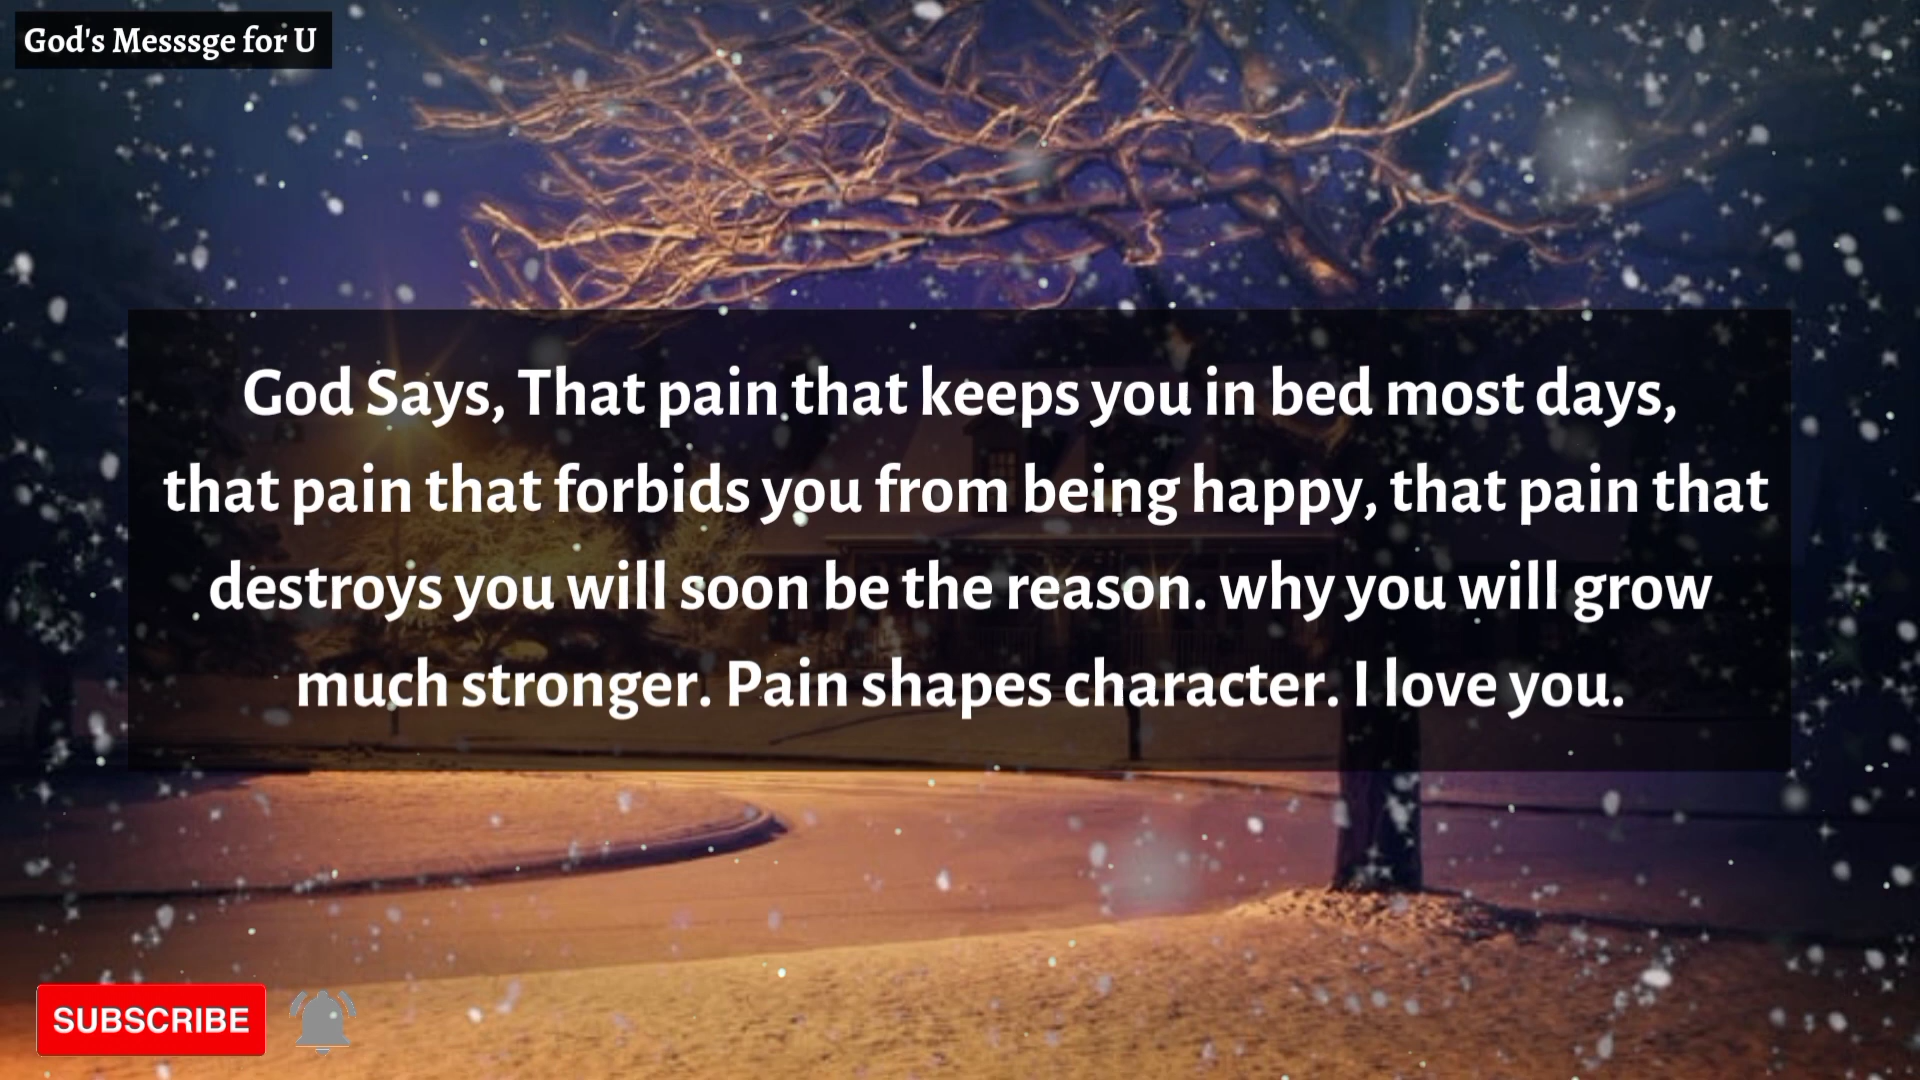 God's Messsge for U
God Says, That pain that keeps you in bed most days,
that pain that forbids you from being happy, that pain that
destroys you will soon be the reason. why you will grow
much stronger. Pain shapes character. I love you.
SUBSCRIBE